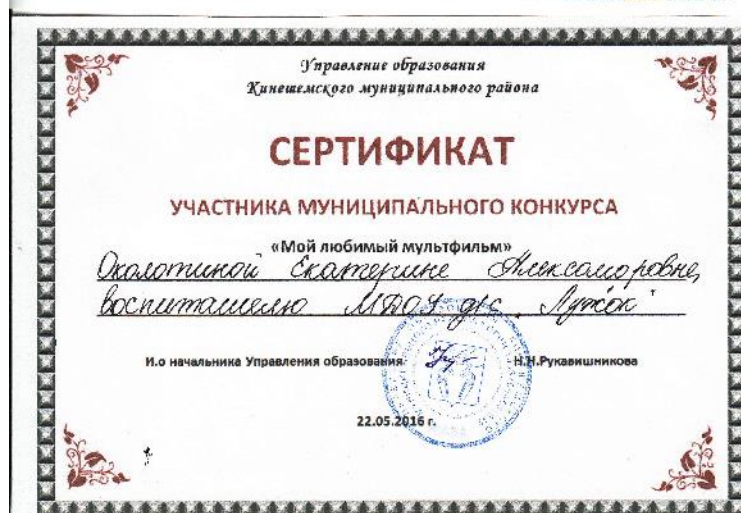 Управление образования
Кинешемского муниципального района
СЕРТИФИКАТ
УЧАСТНИКА МУНИЦИПАЛЬНОГО КОНКУРСА
«Мой любимый мультфильм»
Околотиной Екатерине Александровне,
воспитателю МДОУ д/с "Лужок"
И.о начальника Управления образования Н.Н.Рукавишникова
22.05.2016 г.